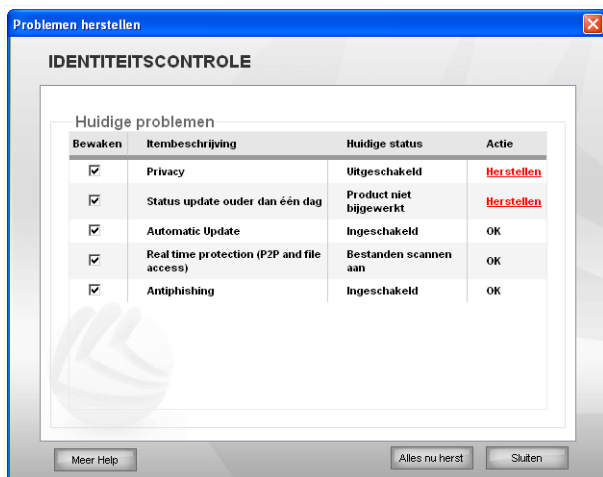 Problemen herstellen
IDENTITEITSCONTROLE
Huidige problemen
Bewaken Itembeschrijving Huidige status Actie
Privacy Uitgeschakeld Herstellen
Status update ouder dan één dag Product niet bijgewerkt Herstellen
Automatic Update Ingeschakeld OK
Real time protection (P2P and file access) Bestanden scannen aan OK
Antiphishing Ingeschakeld OK
Meer Help Alles nu herst Sluiten